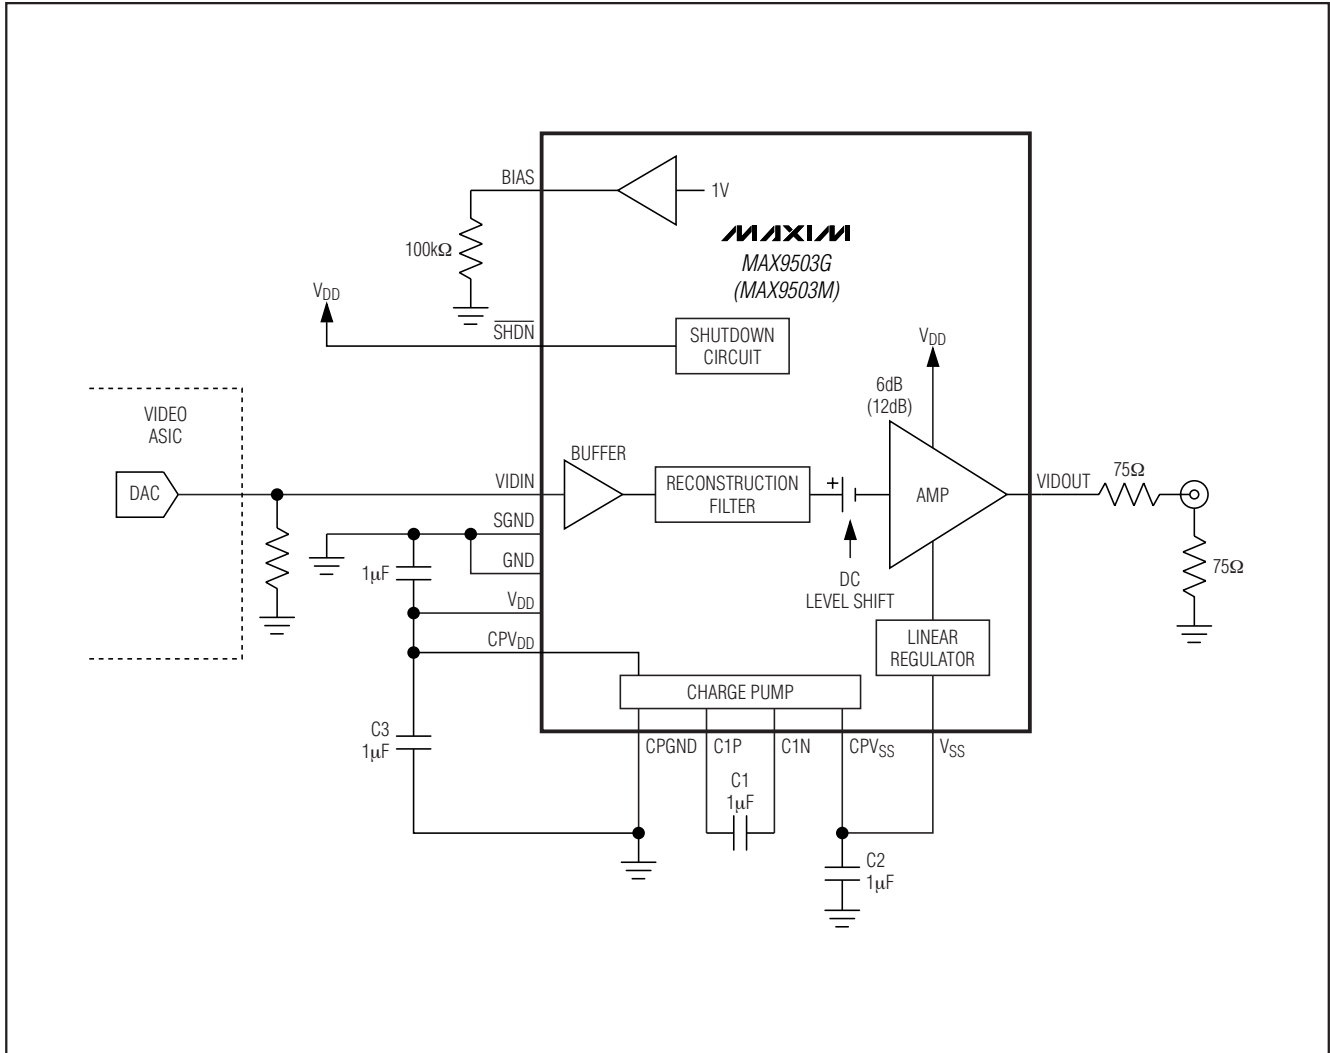 BIAS
1V
100kΩ
MAXIM
MAX9503G
(MAX9503M)
VDD
SHDN
SHUTDOWN
CIRCUIT
VDD
6dB
(12dB)
VIDEO
ASIC
BUFFER
DAC
VIDIN
RECONSTRUCTION
FILTER
+
AMP
VIDOUT
75Ω
SGND
GND
1µF
DC
LEVEL SHIFT
75Ω
VDD
CPVDD
LINEAR
REGULATOR
CHARGE PUMP
C3
1µF
CPGND
C1P
C1N
CPVSS
VSS
C1
1µF
C2
1µF